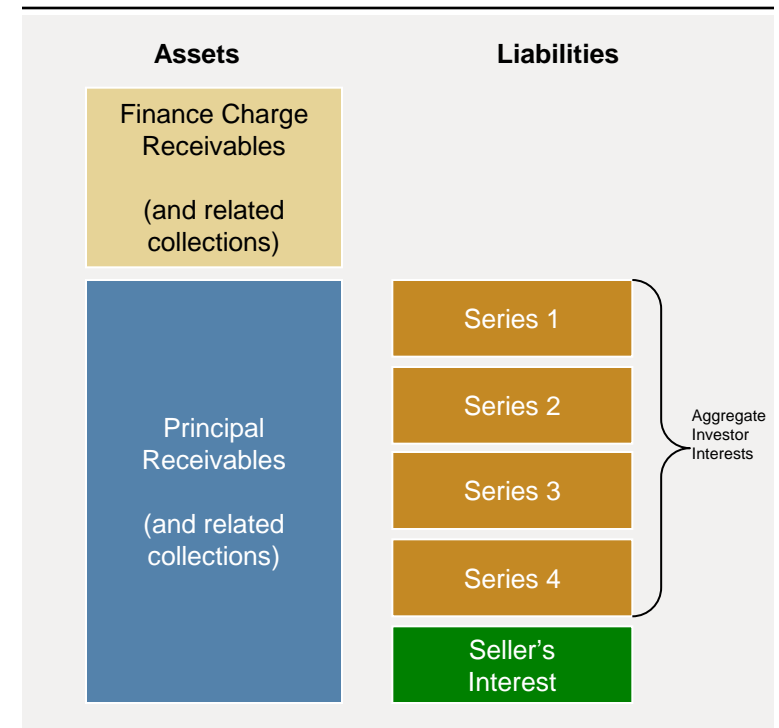 Assets
Liabilities
Finance Charge
Receivables
(and related
collections)
Principal
Receivables
(and related
collections)
Series 1
Series 2
Series 3
Series 4
Seller's
Interest
Aggregate
Investor
Interests